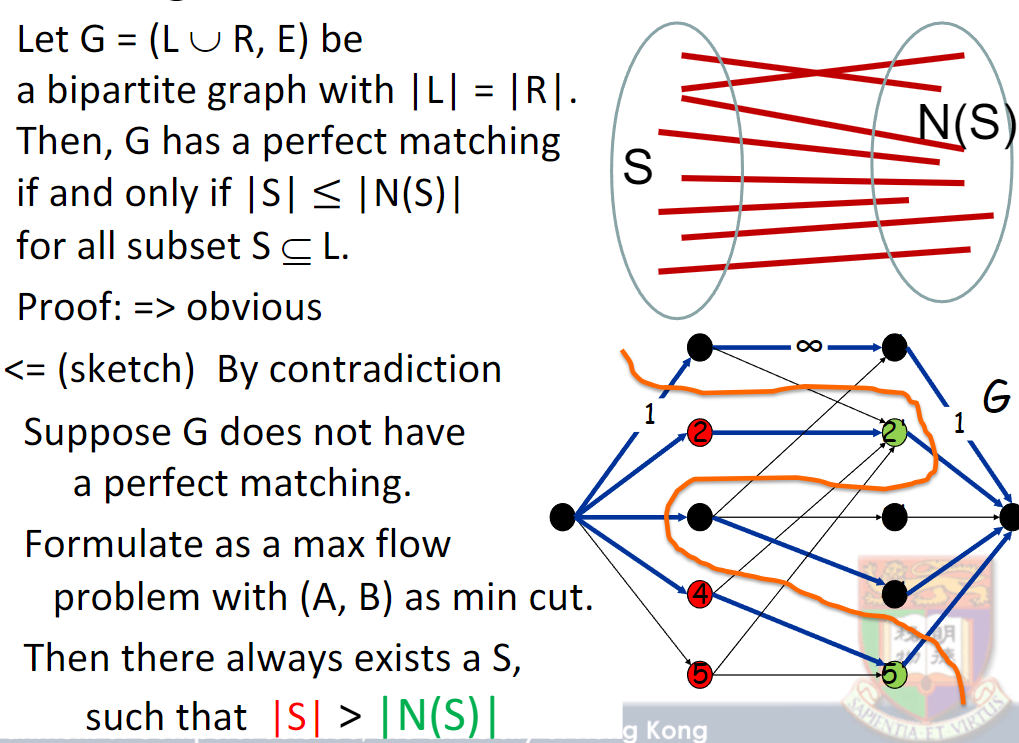 Let G = (L ∪ R, E) be
a bipartite graph with |L| = |R|.
Then, G has a perfect matching
if and only if |S| ≤ |N(S)|
for all subset S ⊆ L.
Proof: => obvious
<= (sketch) By contradiction
Suppose G does not have
a perfect matching.
Formulate as a max flow
problem with (A, B) as min cut.
Then there always exists a S,
such that |S| > |N(S)|
S
N(S)
∞
G
1
1
2
2'
4
5
5'
SAPIENTIA·ET·VIRTUS
g Kong